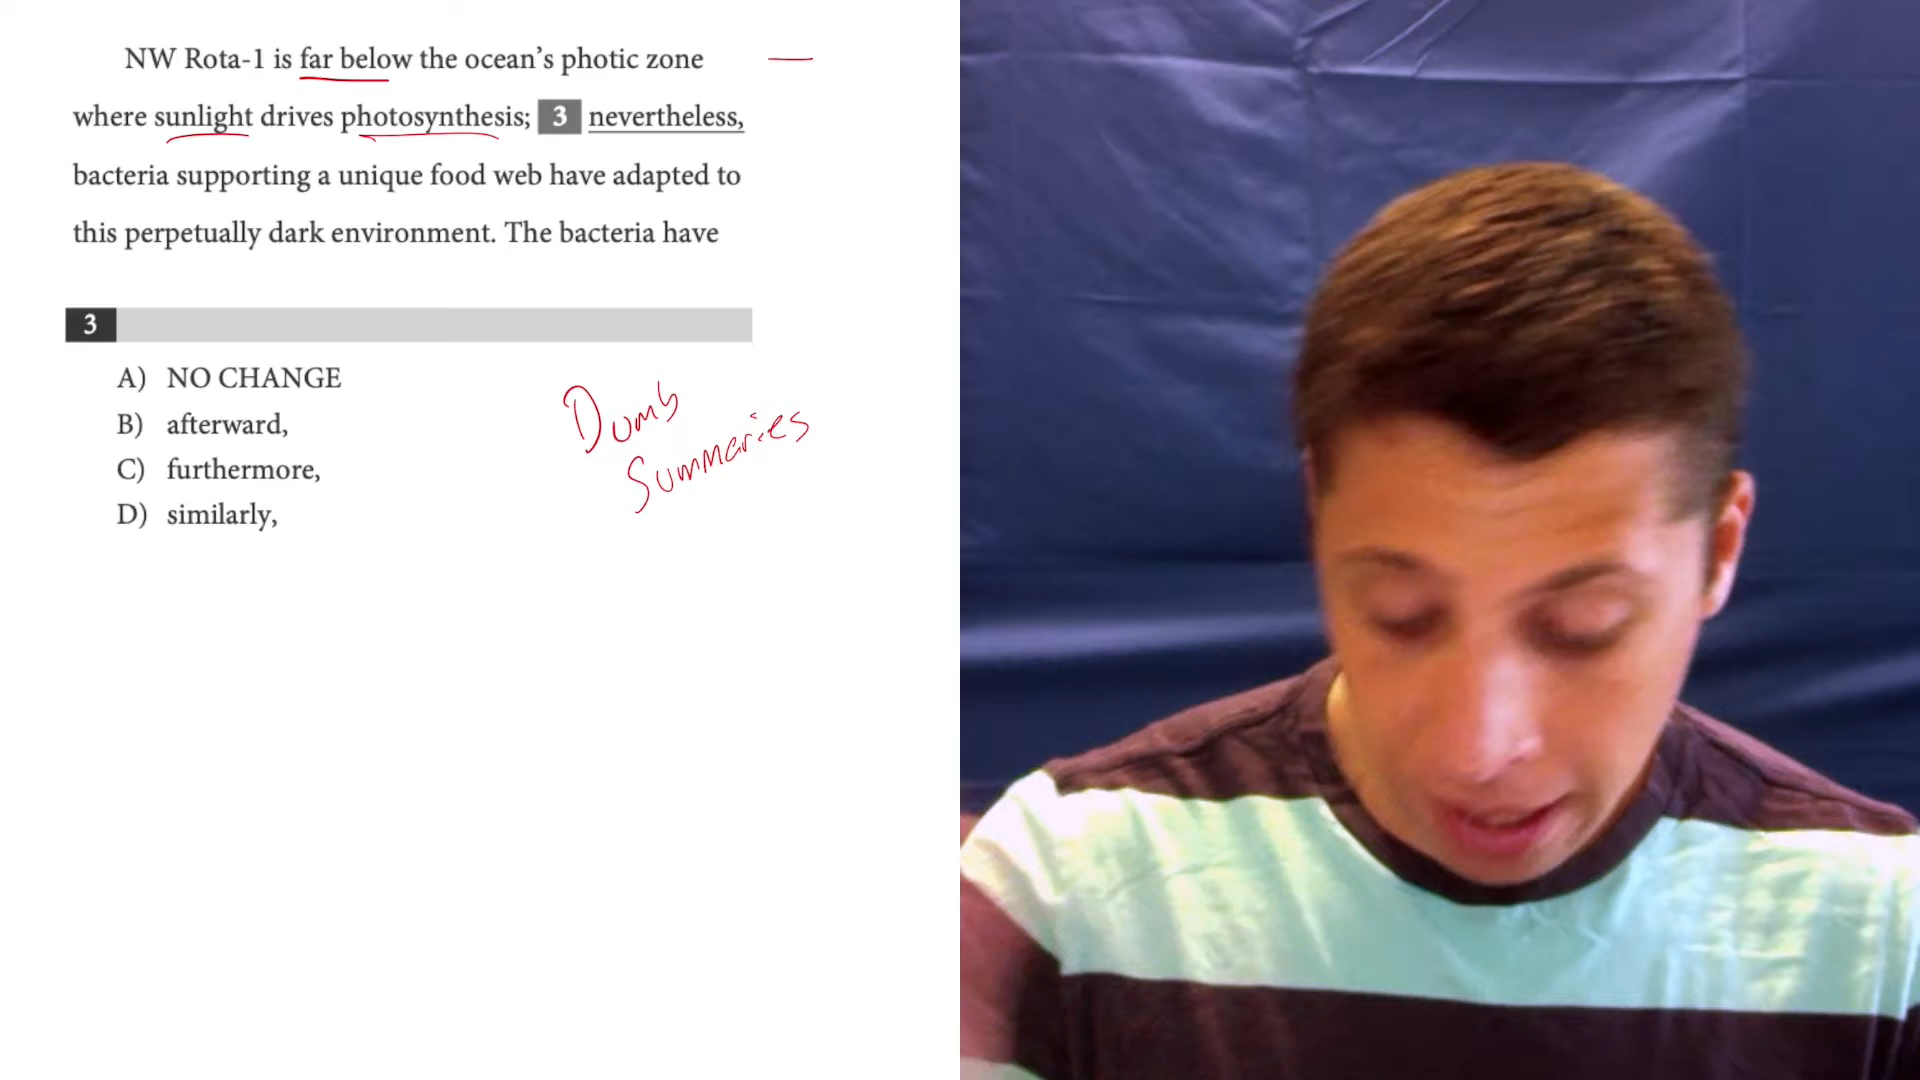 NW Rota-1 is far below the ocean’s photic zone
where sunlight drives photosynthesis; 3 nevertheless,
bacteria supporting a unique food web have adapted to
this perpetually dark environment. The bacteria have
3
A) NO CHANGE
B) afterward,
C) furthermore,
D) similarly,
Dumb
Summaries